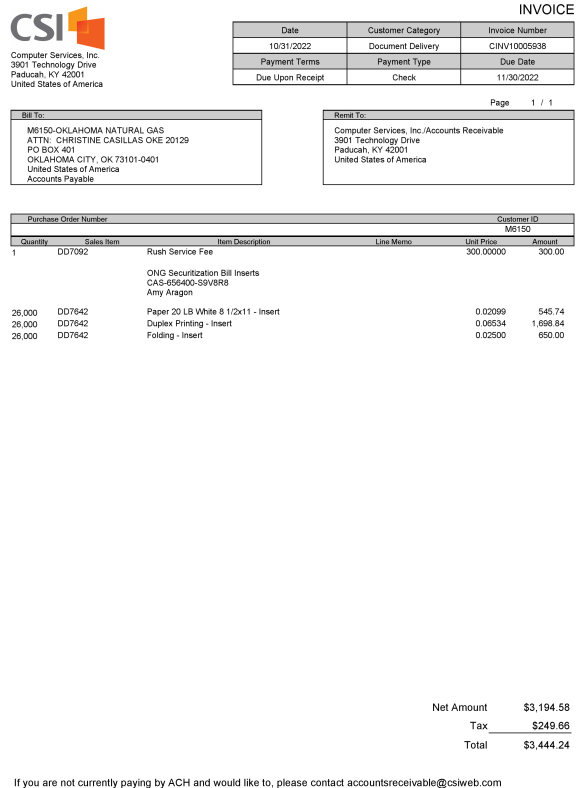 INVOICE
CSI
Computer Services, Inc.
3901 Technology Drive
Paducah, KY 42001
United States of America
Date Customer Category Invoice Number
10/31/2022 Document Delivery CINV10005938
Payment Terms Payment Type Due Date
Due Upon Receipt Check 11/30/2022
Page 1 / 1
Bill To:
M6150-OKLAHOMA NATURAL GAS
ATTN: CHRISTINE CASILLAS OKE 20129
PO BOX 401
OKLAHOMA CITY, OK 73101-0401
United States of America
Accounts Payable
Remit To:
Computer Services, Inc./Accounts Receivable
3901 Technology Drive
Paducah, KY 42001
United States of America
Purchase Order Number Customer ID
M6150
Quantity Sales Item Item Description Line Memo Unit Price Amount
1 DD7092 Rush Service Fee 300.00000 300.00
ONG Securitization Bill Inserts
CAS-656400-S9V8R8
Amy Aragon
26,000 DD7642 Paper 20 LB White 8 1/2x11 - Insert 0.02099 545.74
26,000 DD7642 Duplex Printing - Insert 0.06534 1,698.84
26,000 DD7642 Folding - Insert 0.02500 650.00
Net Amount $3,194.58
Tax $249.66
Total $3,444.24
If you are not currently paying by ACH and would like to, please contact accountsreceivable@csiweb.com